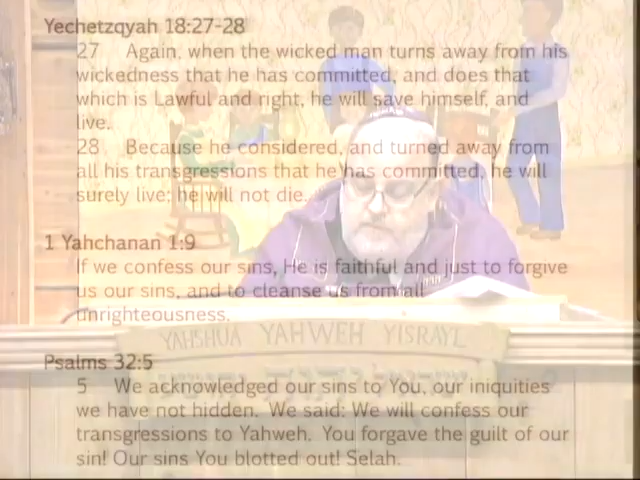 Yechetzqyah 18:27-28
27 Again, when the wicked man turns away from his
wickedness that he has committed, and does that
which is Lawful and right, he will save himself, and
live.
28 Because he considered, and turned away from
all his transgressions that he has committed, he will
surely live; he will not die.
1 Yahchanan 1:9
If we confess our sins, He is faithful and just to forgive
us our sins, and to cleanse us from all
unrighteousness.
YAHSHUA YAHWEH YISRAYL
Psalms 32:5
5 We acknowledged our sins to You, our iniquities
we have not hidden. We said: We will confess our
transgressions to Yahweh. You forgave the guilt of our
sin! Our sins You blotted out! Selah.